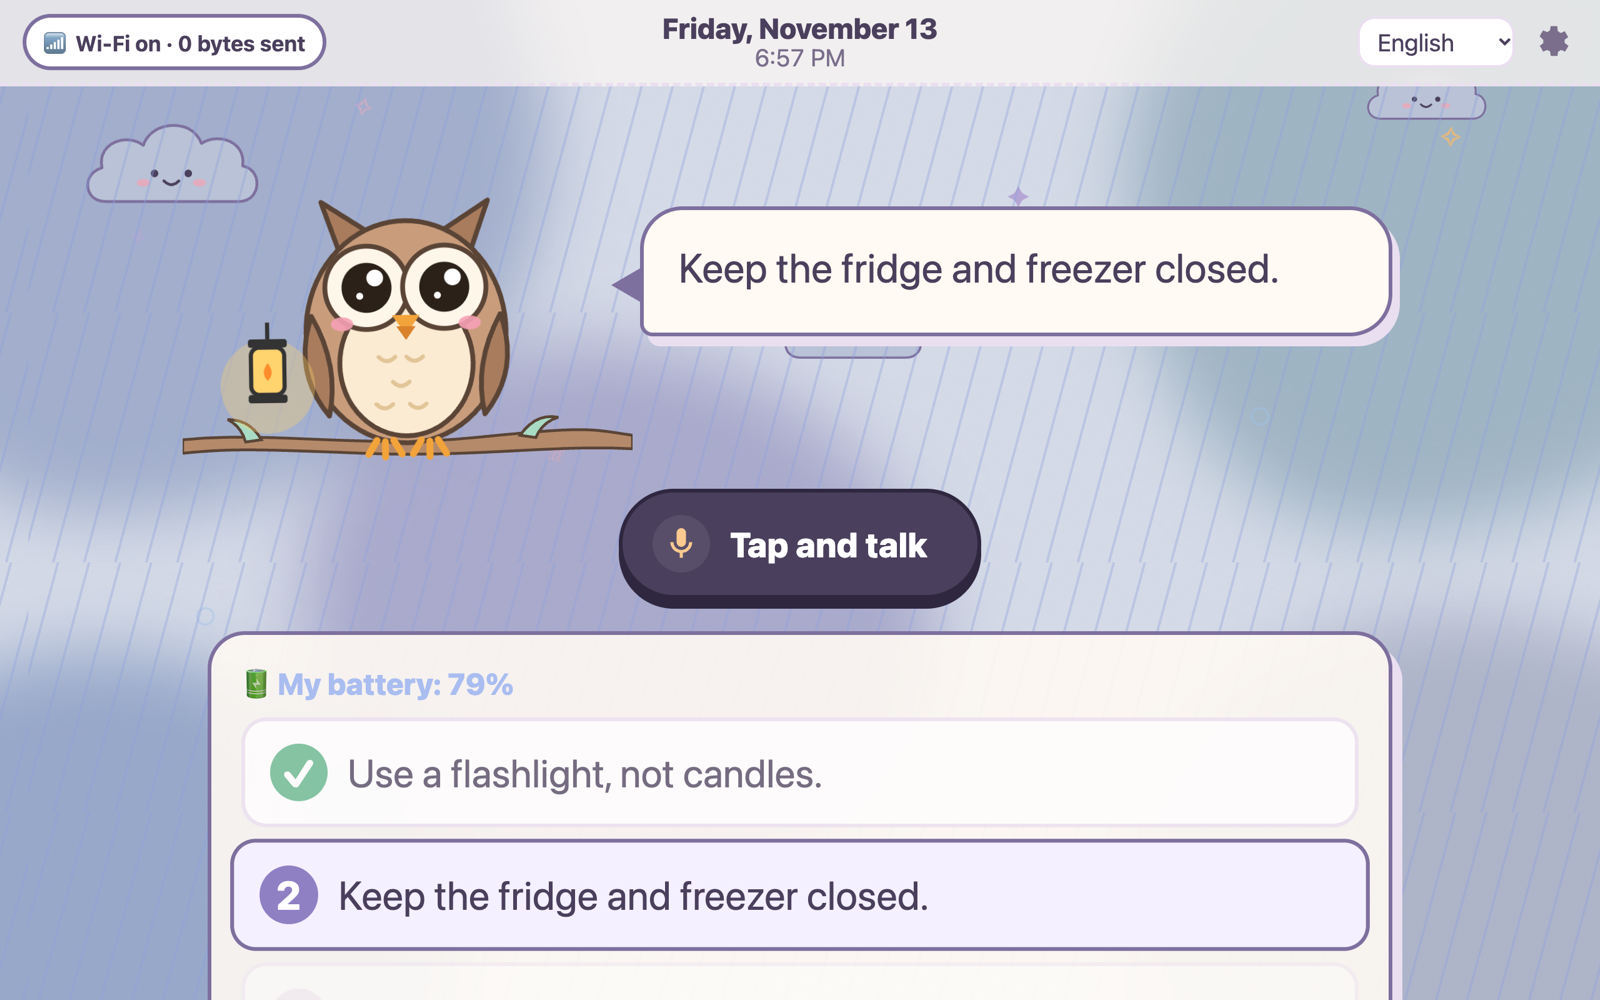 Wi-Fi on · 0 bytes sent
Friday, November 13
6:57 PM
English
Keep the fridge and freezer closed.
Tap and talk
My battery: 79%
Use a flashlight, not candles.
2 Keep the fridge and freezer closed.